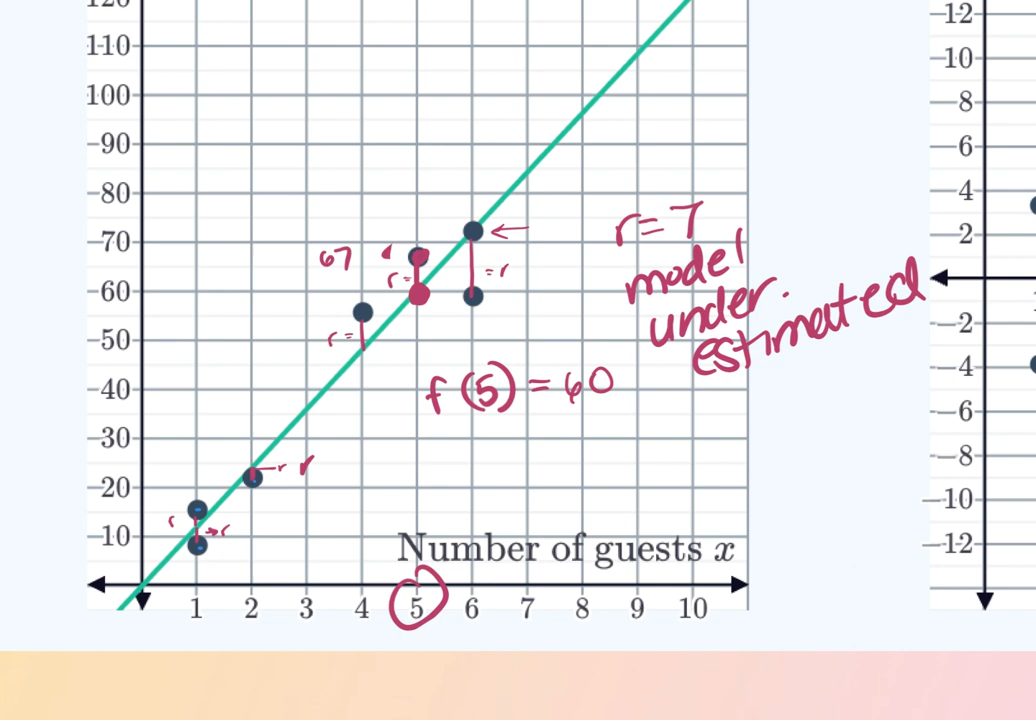 120
110
100
90
80
70
60
50
40
30
20
10
Number of guests x
1 2 3 4 5 6 7 8 9 10
67
r=
=r
r=
r
r
r
r=7
model
under
estimated
f(5)=60
12
10
8
6
4
2
-2
-4
-6
-8
-10
-12